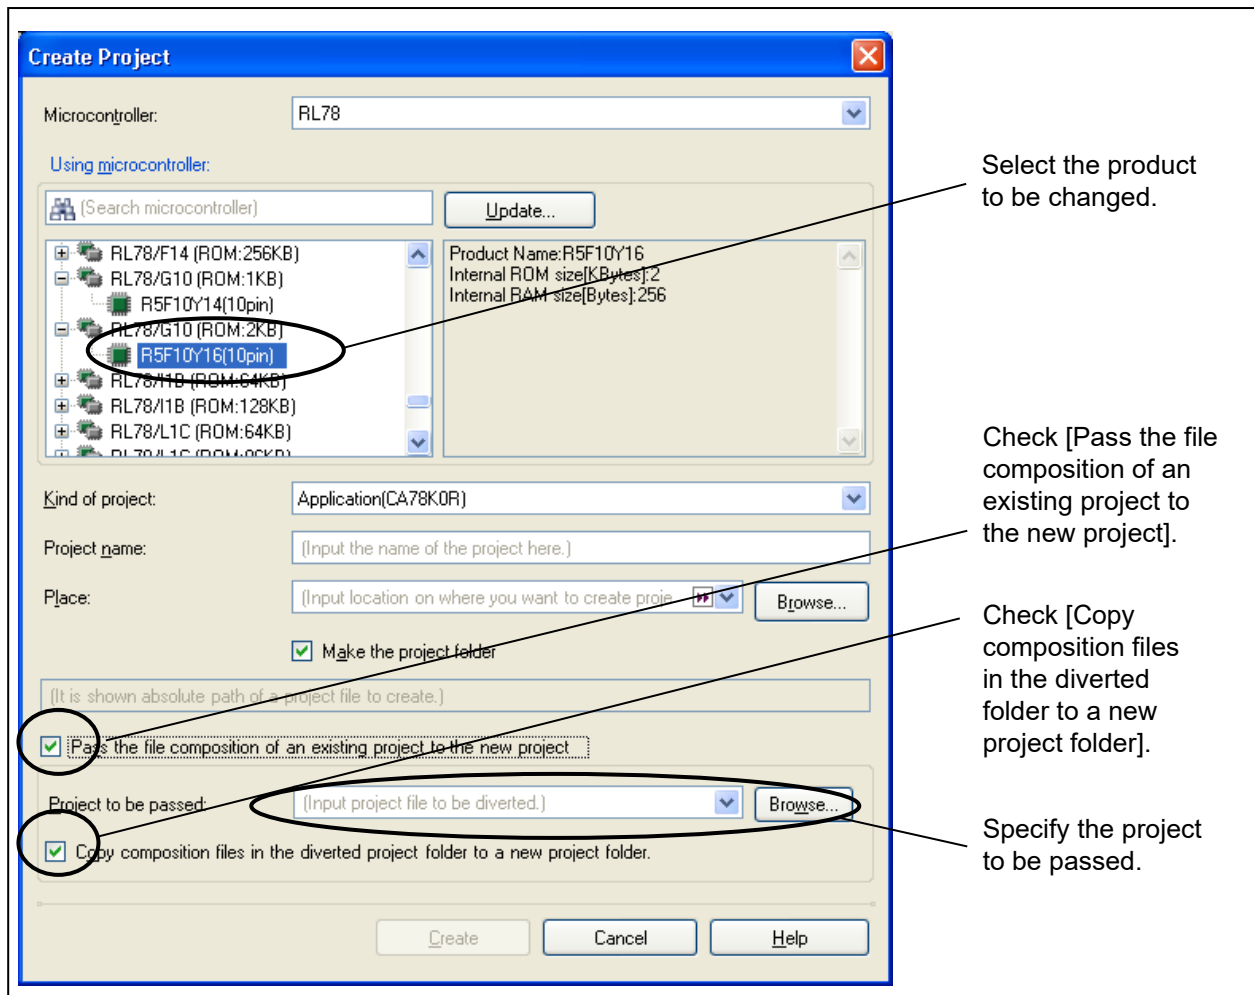 Create Project
Microcontroller:
RL78
Using microcontroller:
(Search microcontroller)
Update...
RL78/F14 (ROM:256KB)
RL78/G10 (ROM:1KB)
R5F10Y14(10pin)
RL78/G10 (ROM:2KB)
R5F10Y16(10pin)
RL78/I1B (ROM:64KB)
RL78/I1B (ROM:128KB)
RL78/L1C (ROM:64KB)
Product Name:R5F10Y16
Internal ROM size[KBytes]:2
Internal RAM size[Bytes]:256
Kind of project:
Application(CA78K0R)
Project name:
(Input the name of the project here.)
Place:
(Input location on where you want to create proje
Browse...
Make the project folder
(It is shown absolute path of a project file to create.)
Pass the file composition of an existing project to the new project
Project to be passed:
(Input project file to be diverted.)
Browse...
Copy composition files in the diverted project folder to a new project folder.
Create
Cancel
Help
Select the product
to be changed.
Check [Pass the file
composition of an
existing project to
the new project].
Check [Copy
composition files
in the diverted
folder to a new
project folder].
Specify the project
to be passed.